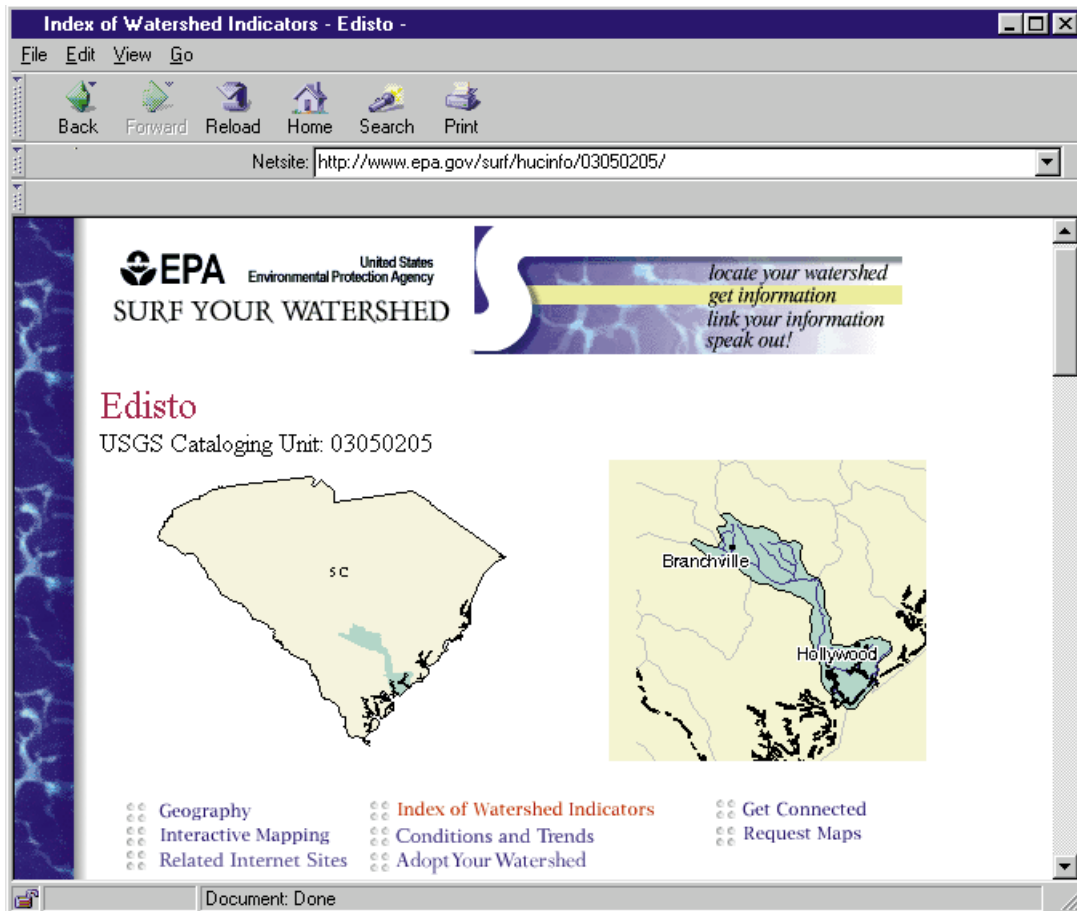 Index of Watershed Indicators - Edisto -
File Edit View Go
Back Forward Reload Home Search Print
Netsite: http://www.epa.gov/surf/hucinfo/03050205/
EPA United States
Environmental Protection Agency
SURF YOUR WATERSHED
locate your watershed
get information
link your information
speak out!
Edisto
USGS Cataloging Unit: 03050205
SC
Branchville
Hollywood
Geography
Interactive Mapping
Related Internet Sites
Index of Watershed Indicators
Conditions and Trends
Adopt Your Watershed
Get Connected
Request Maps
Document: Done